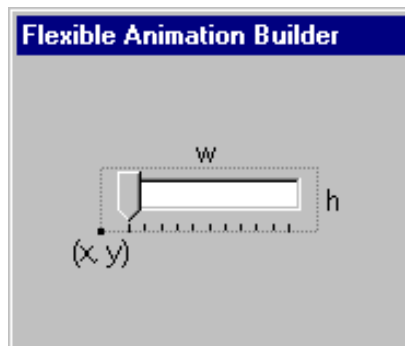 Flexible Animation Builder
w
h
(x, y)